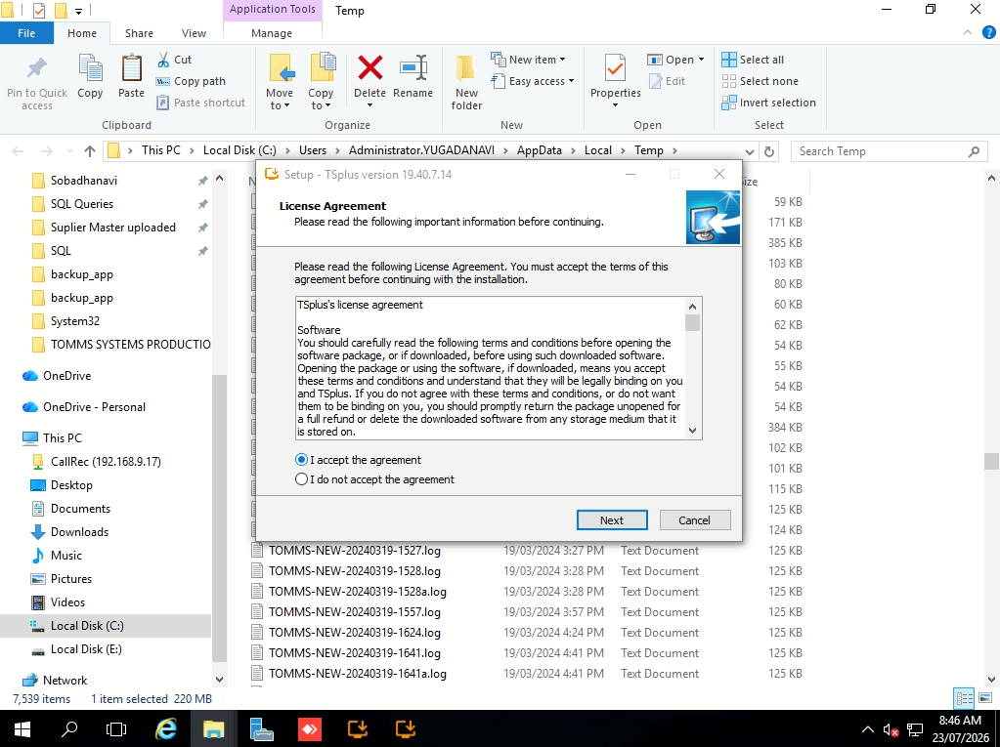 Application Tools
Temp
File
Home
Share
View
Manage
Pin to Quick
access
Copy
Paste
Cut
Copy path
Paste shortcut
Clipboard
Move
to
Copy
to
Delete
Rename
Organize
New
folder
New item
Easy access
New
Properties
Open
Edit
Open
Select all
Select none
Invert selection
Select
This PC > Local Disk (C:) > Users > Administrator.YUGADANAVI > AppData > Local > Temp >
Search Temp
Sobadhanavi
SQL Queries
Suplier Master uploaded
SQL
backup_app
backup_app
System32
TOMMS SYSTEMS PRODUCTIO
OneDrive
OneDrive - Personal
This PC
CallRec (192.168.9.17)
Desktop
Documents
Downloads
Music
Pictures
Videos
Local Disk (C:)
Local Disk (E:)
Network
Setup - TSplus version 19.40.7.14
License Agreement
Please read the following important information before continuing.
Please read the following License Agreement. You must accept the terms of this
agreement before continuing with the installation.
TSplus's license agreement
Software
You should carefully read the following terms and conditions before opening the
software package, or if downloaded, before using such downloaded software.
Opening the package or using the software, if downloaded, means you accept
these terms and conditions and understand that they will be legally binding on you
and TSplus. If you do not agree with these terms and conditions, or do not want
them to be binding on you, you should promptly return the package unopened for
a full refund or delete the downloaded software from any storage medium that it
is stored on.
I accept the agreement
I do not accept the agreement
Next
Cancel
59 KB
171 KB
385 KB
103 KB
80 KB
60 KB
62 KB
54 KB
55 KB
54 KB
54 KB
384 KB
102 KB
101 KB
115 KB
125 KB
124 KB
TOMMS-NEW-20240319-1527.log 19/03/2024 3:27 PM Text Document 125 KB
TOMMS-NEW-20240319-1528.log 19/03/2024 3:28 PM Text Document 125 KB
TOMMS-NEW-20240319-1528a.log 19/03/2024 3:28 PM Text Document 125 KB
TOMMS-NEW-20240319-1557.log 19/03/2024 3:57 PM Text Document 125 KB
TOMMS-NEW-20240319-1624.log 19/03/2024 4:24 PM Text Document 125 KB
TOMMS-NEW-20240319-1641.log 19/03/2024 4:41 PM Text Document 125 KB
TOMMS-NEW-20240319-1641a.log 19/03/2024 4:41 PM Text Document 125 KB
7,539 items 1 item selected 220 MB
8:46 AM
23/07/2026